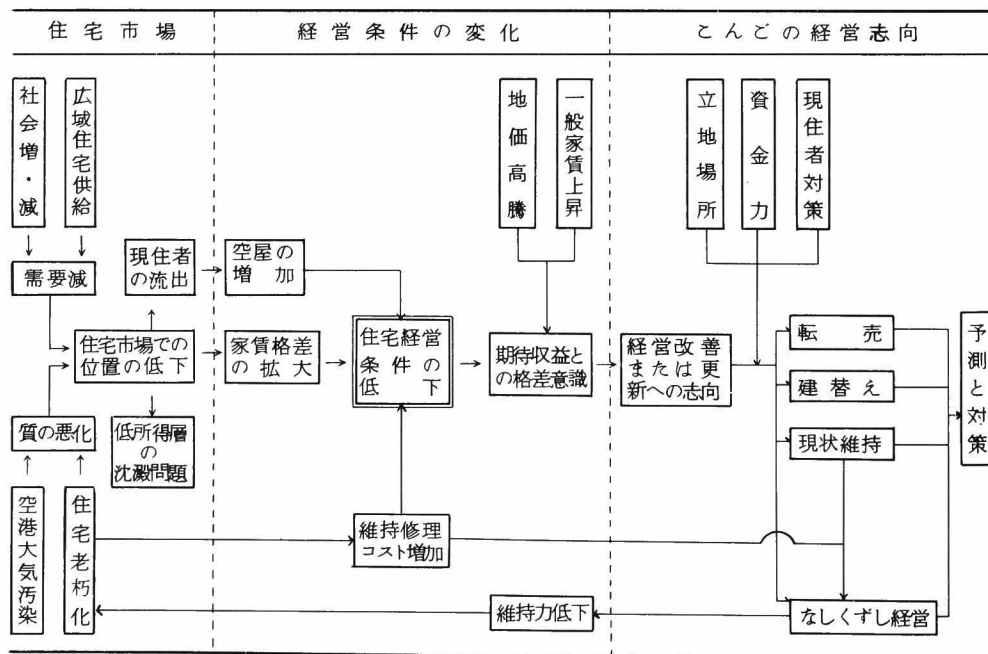 住宅市場
経営条件の変化
こんごの経営志向
社会増・減
広域住宅供給
地価高騰
一般家賃上昇
立地場所
資金力
現住者対策
需要減
現住者
の流出
空屋の
増加
住宅市場での
位置の低下
家賃格差
の拡大
住宅経営
条件の
低下
期待収益と
の格差意識
経営改善
または更
新への志向
転売
建替え
現状維持
なしくずし経営
予測と対策
質の悪化
低所得層
の
沈澱問題
空港大気汚染
住宅老朽化
維持修理
コスト増加
維持力低下